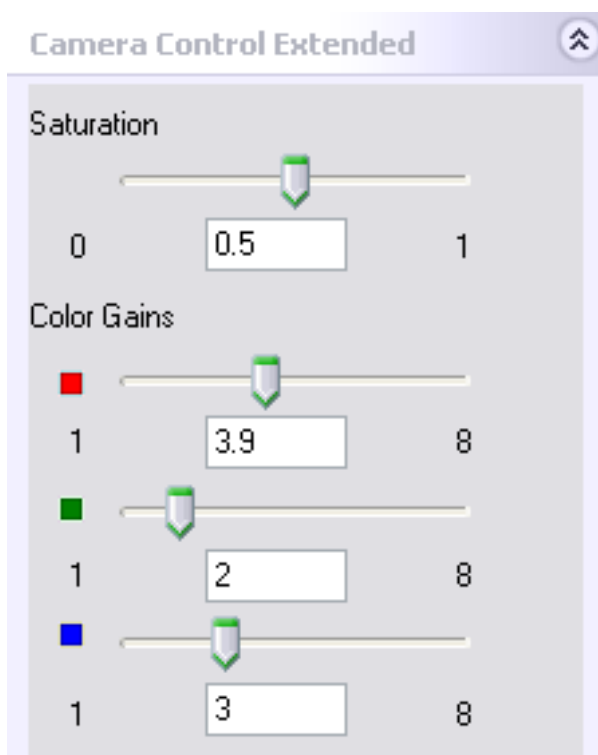 Camera Control Extended
Saturation
0 0.5 1
Color Gains
1 3.9 8
1 2 8
1 3 8